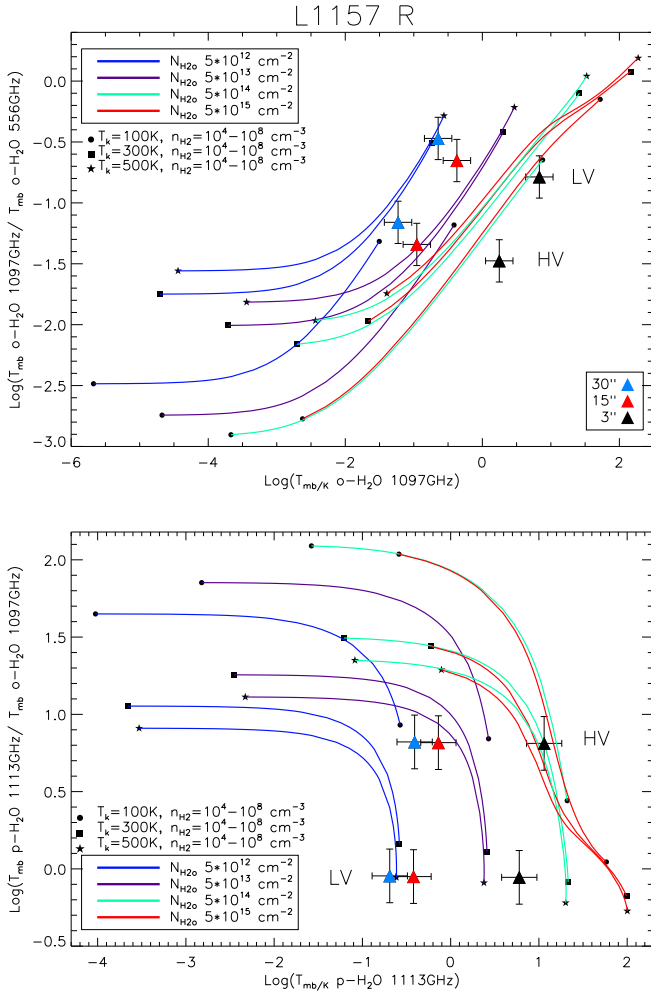 L1157 R
N_H2o 5*10^12 cm^-2
N_H2o 5*10^13 cm^-2
N_H2o 5*10^14 cm^-2
N_H2o 5*10^15 cm^-2
T_k=100K, n_H2=10^4-10^8 cm^-3
T_k=300K, n_H2=10^4-10^8 cm^-3
T_k=500K, n_H2=10^4-10^8 cm^-3
LV
HV
30''
15''
3''
0.0
-0.5
-1.0
-1.5
-2.0
-2.5
-3.0
Log(T_mb o-H2O 1097GHz/ T_mb o-H2O 556GHz)
-6 -4 -2 0 2
Log(T_mb/K o-H2O 1097GHz)
2.0
1.5
1.0
0.5
0.0
-0.5
Log(T_mb p-H2O 1113GHz/ T_mb o-H2O 1097GHz)
HV
T_k=100K, n_H2=10^4-10^8 cm^-3
T_k=300K, n_H2=10^4-10^8 cm^-3
T_k=500K, n_H2=10^4-10^8 cm^-3
N_H2o 5*10^12 cm^-2
N_H2o 5*10^13 cm^-2
N_H2o 5*10^14 cm^-2
N_H2o 5*10^15 cm^-2
LV
-4 -3 -2 -1 0 1 2
Log(T_mb/K p-H2O 1113GHz)